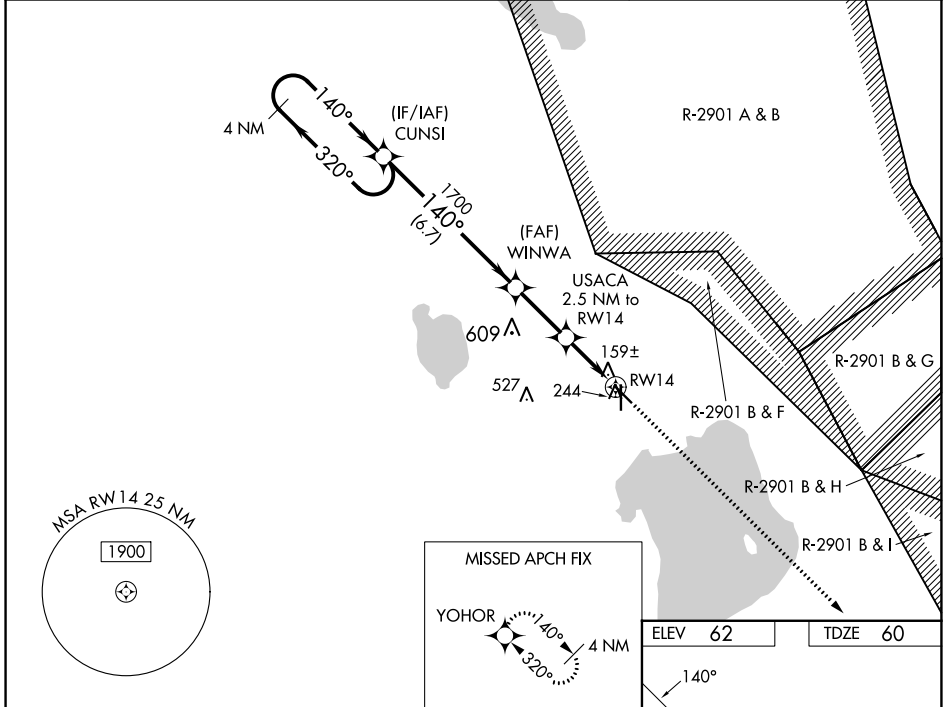 R-2901 A & B
140°
(IF/IAF)
CUNSI
4 NM
320°
1700
140°
(6.7)
(FAF)
WINWA
USACA
2.5 NM to
RW14
609
159±
R-2901 B & G
527
244
RW14
R-2901 B & F
R-2901 B & H
MSA RW14 25 NM
1900
R-2901 B & I
MISSED APCH FIX
YOHOR
140°
4 NM
320°
ELEV 62
TDZE 60
140°